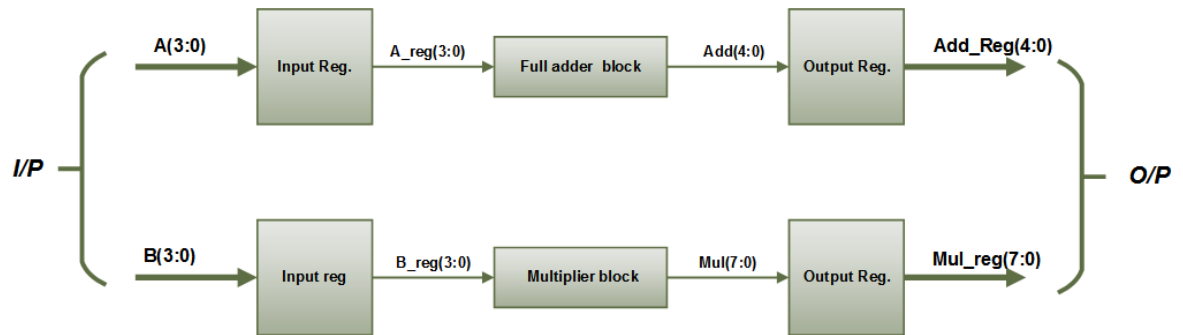 A(3:0)
Input Reg.
A_reg(3:0)
Full adder block
Add(4:0)
Output Reg.
Add_Reg(4:0)
I/P
O/P
B(3:0)
Input reg
B_reg(3:0)
Multiplier block
Mul(7:0)
Output Reg.
Mul_reg(7:0)